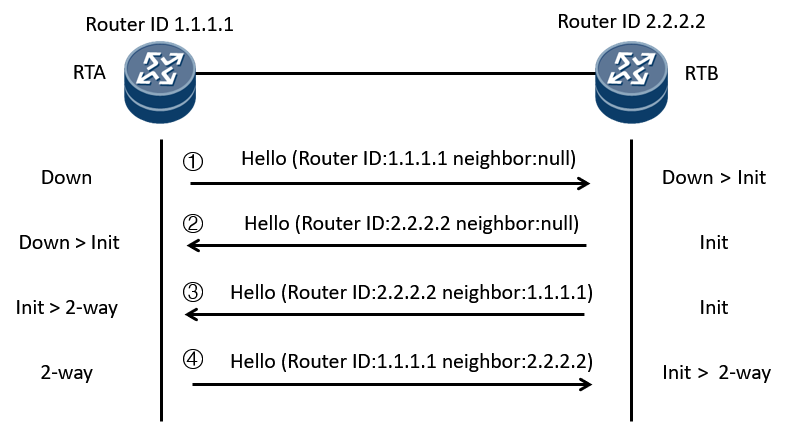 Router ID 1.1.1.1
Router ID 2.2.2.2
RTA
RTB
① Hello (Router ID:1.1.1.1 neighbor:null)
Down
Down > Init
② Hello (Router ID:2.2.2.2 neighbor:null)
Down > Init
Init
③ Hello (Router ID:2.2.2.2 neighbor:1.1.1.1)
Init > 2-way
Init
④ Hello (Router ID:1.1.1.1 neighbor:2.2.2.2)
2-way
Init > 2-way